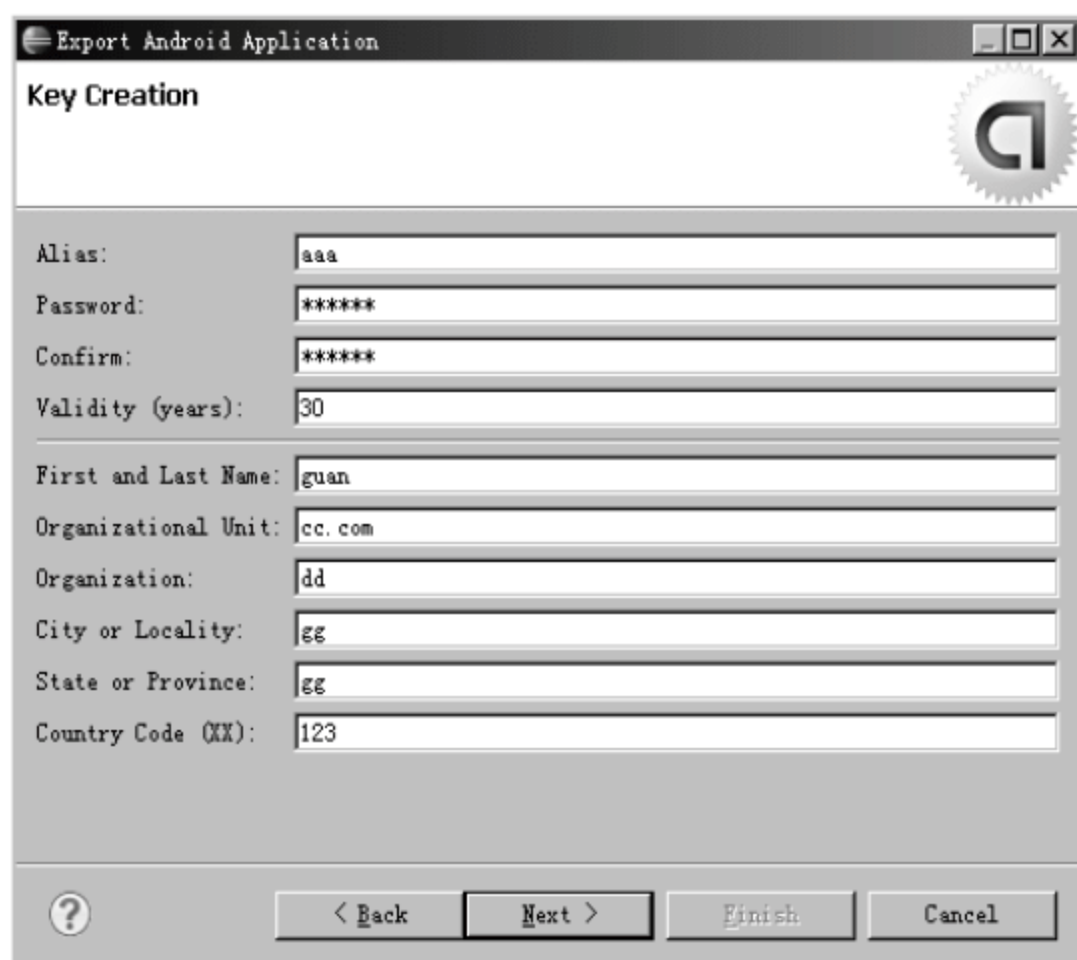 Export Android Application
Key Creation
Alias: aaa
Password: ******
Confirm: ******
Validity (years): 30
First and Last Name: guan
Organizational Unit: cc.com
Organization: dd
City or Locality: gg
State or Province: gg
Country Code (XX): 123
? < Back Next > Finish Cancel